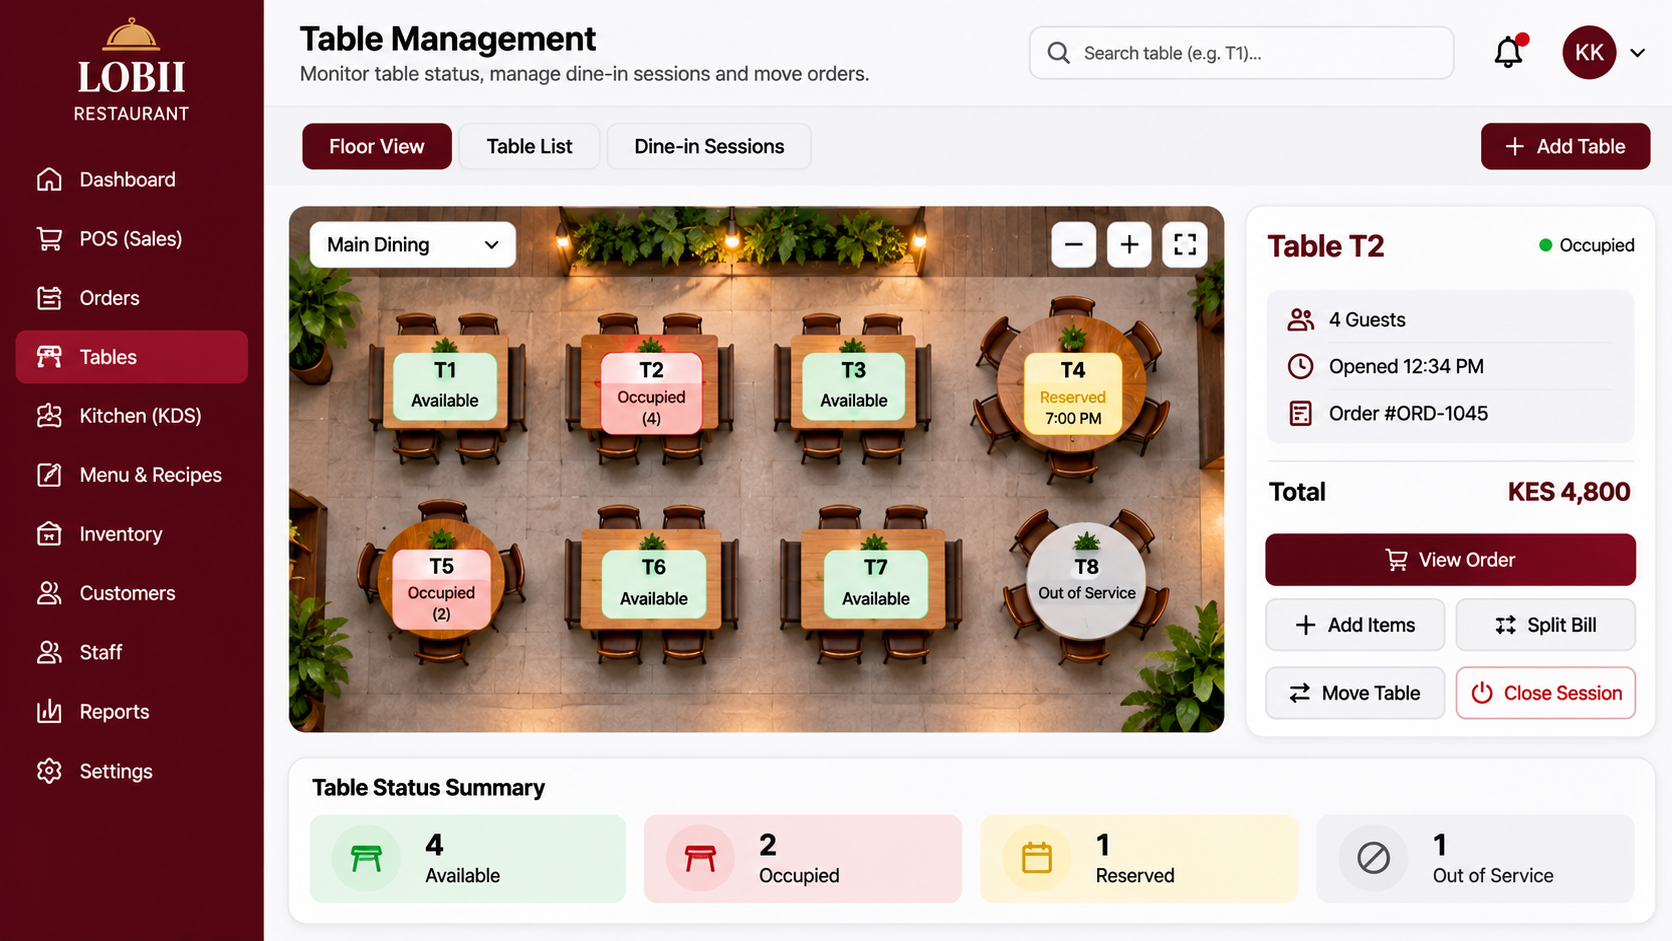 LOBII
RESTAURANT
Dashboard
POS (Sales)
Orders
Tables
Kitchen (KDS)
Menu & Recipes
Inventory
Customers
Staff
Reports
Settings
Table Management
Monitor table status, manage dine-in sessions and move orders.
Search table (e.g. T1)...
KK
Floor View
Table List
Dine-in Sessions
Add Table
Main Dining
T1
Available
T2
Occupied
(4)
T3
Available
T4
Reserved
7:00 PM
T5
Occupied
(2)
T6
Available
T7
Available
T8
Out of Service
Table T2
Occupied
4 Guests
Opened 12:34 PM
Order #ORD-1045
Total
KES 4,800
View Order
Add Items
Split Bill
Move Table
Close Session
Table Status Summary
4
Available
2
Occupied
1
Reserved
1
Out of Service